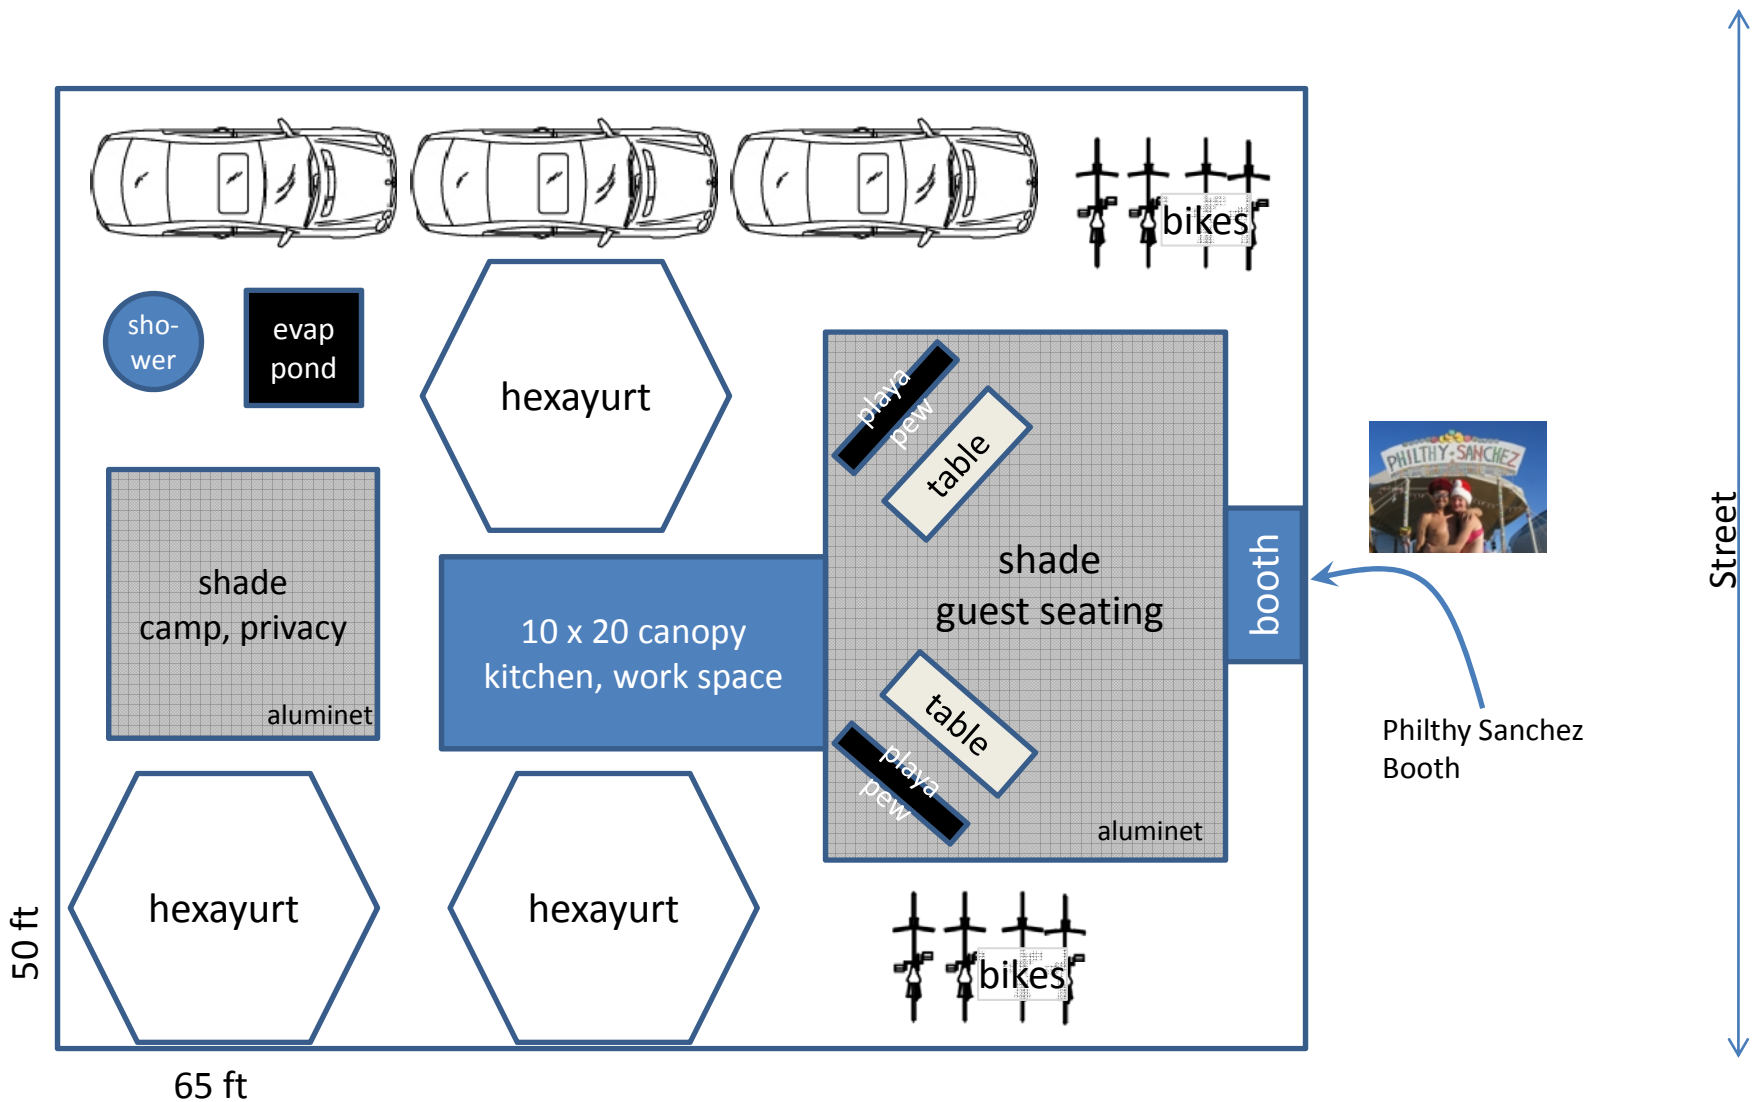 bikes
sho-
wer
evap
pond
hexayurt
playa
pew
table
PHILTHY SANCHEZ
Street
shade
camp, privacy
aluminet
10 x 20 canopy
kitchen, work space
shade
guest seating
booth
table
playa
pew
aluminet
Philthy Sanchez
Booth
hexayurt
hexayurt
bikes
50 ft
65 ft